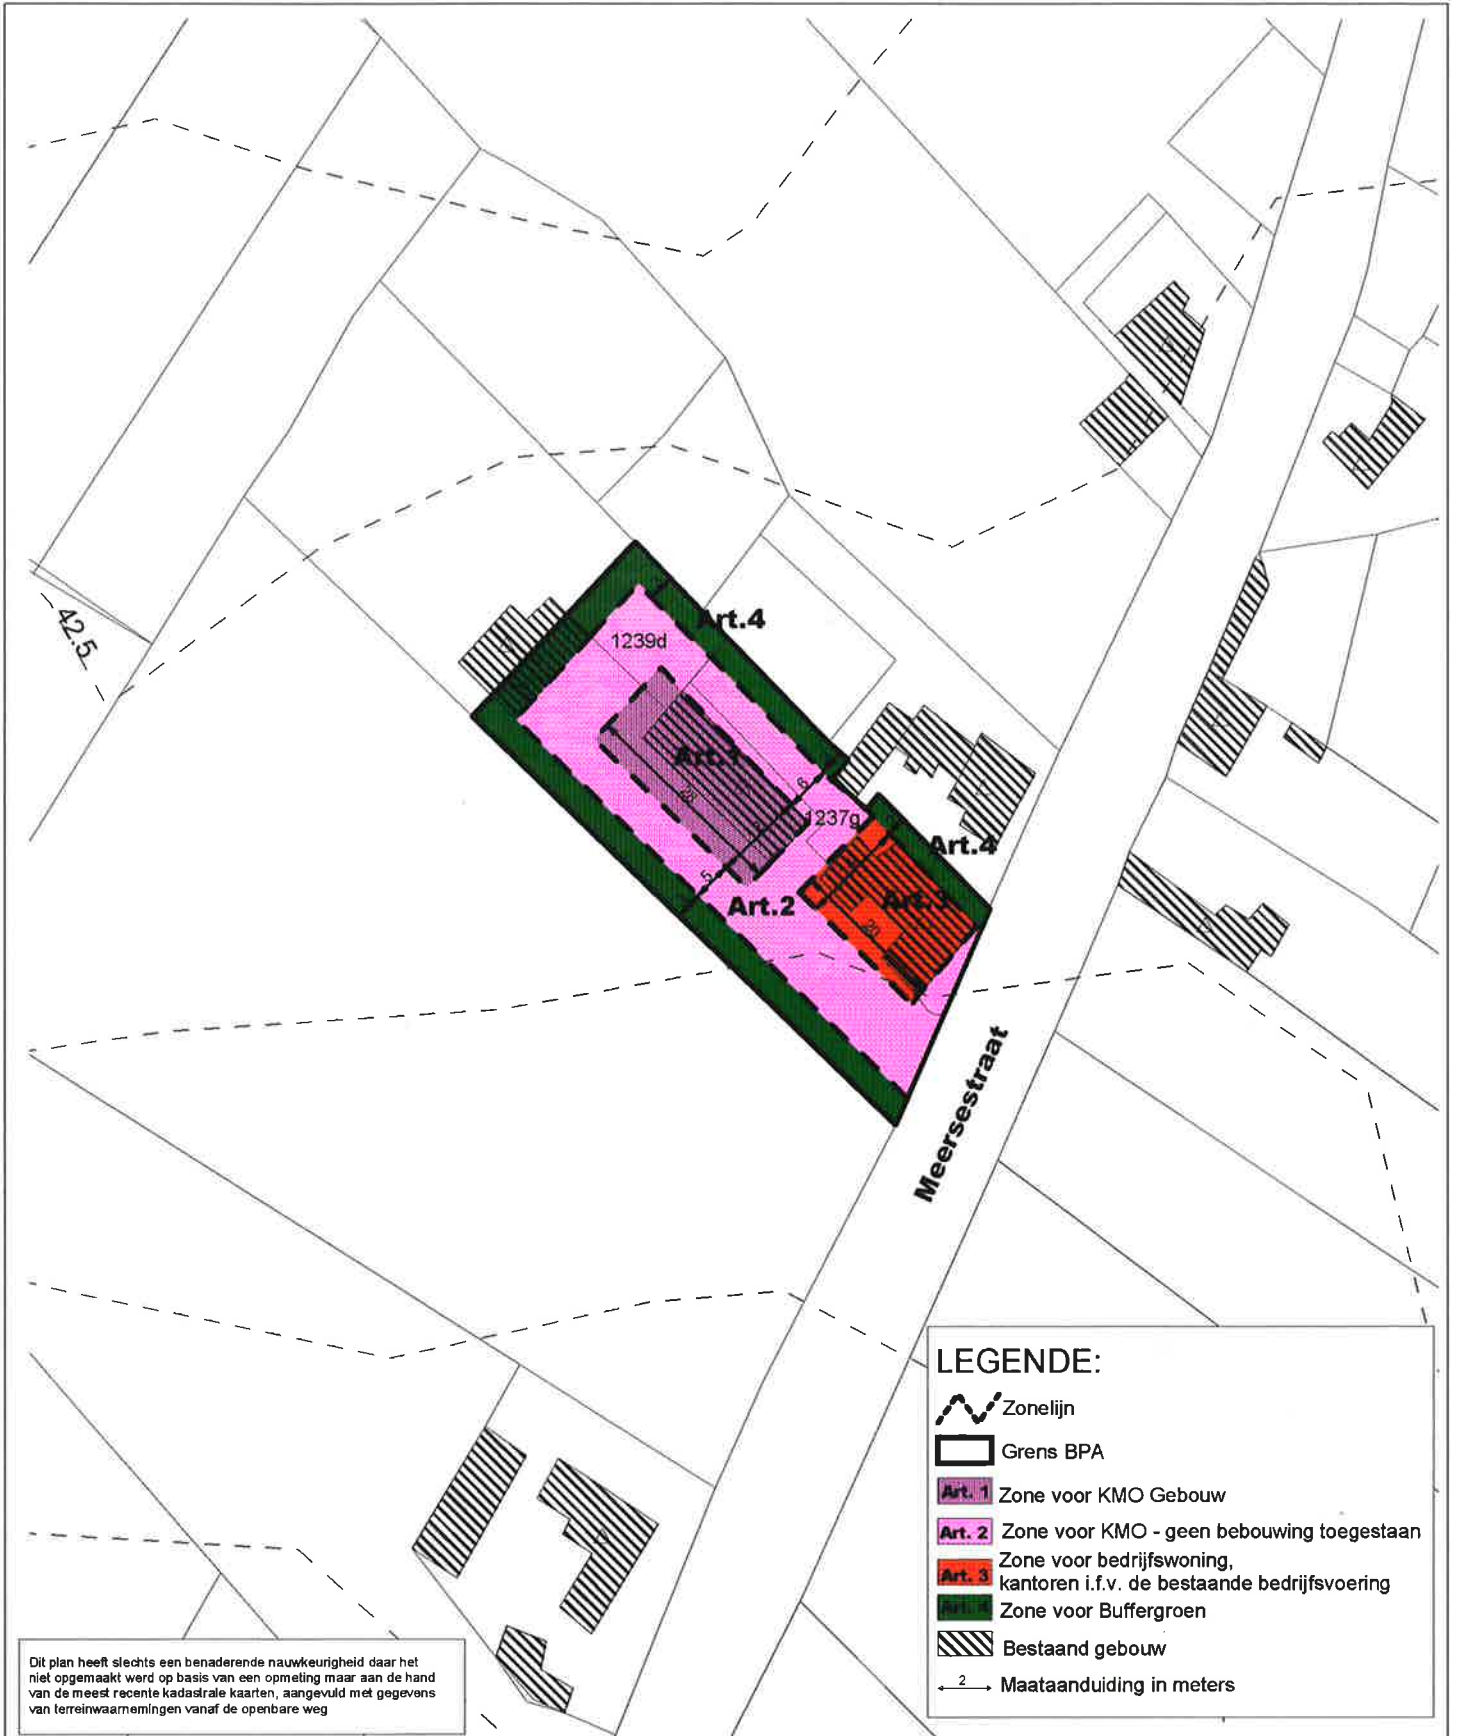 42.5
Art.4
1239d
Art.1
28
6
5
1237g
Art.4
Art.2
Art.3
20
Meersestraat
LEGENDE:
Zonelijn
Grens BPA
Art. 1 Zone voor KMO Gebouw
Art. 2 Zone voor KMO - geen bebouwing toegestaan
Art. 3 Zone voor bedrijfswoning,
kantoren i.f.v. de bestaande bedrijfsvoering
Art. 4 Zone voor Buffergroen
Bestaand gebouw
2 Maataanduiding in meters
Dit plan heeft slechts een benaderende nauwkeurigheid daar het
niet opgemaakt werd op basis van een opmeting maar aan de hand
van de meest recente kadastrale kaarten, aangevuld met gegevens
van terreinwaarnemingen vanaf de openbare weg